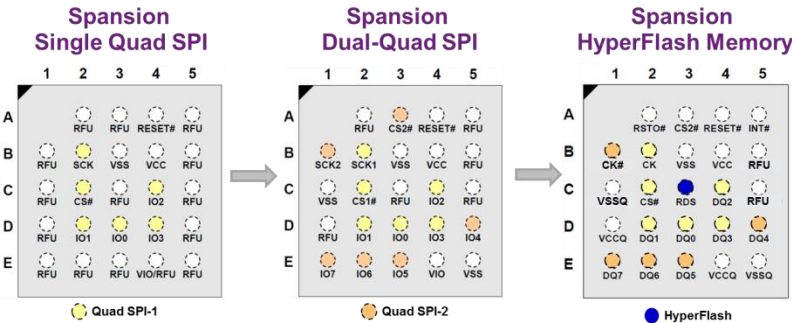 Spansion
Single Quad SPI
1 2 3 4 5
A
RFU RFU RESET# RFU
B
RFU SCK VSS VCC RFU
C
RFU CS# RFU IO2 RFU
D
RFU IO1 IO0 IO3 RFU
E
RFU RFU RFU VIO/RFU RFU
Quad SPI-1
Spansion
Dual-Quad SPI
1 2 3 4 5
A
RFU CS2# RESET# RFU
B
SCK2 SCK1 VSS VCC RFU
C
VSS CS1# RFU IO2 RFU
D
RFU IO1 IO0 IO3 IO4
E
IO7 IO6 IO5 VIO VSS
Quad SPI-2
Spansion
HyperFlash Memory
1 2 3 4 5
A
RSTO# CS2# RESET# INT#
B
CK# CK VSS VCC RFU
C
VSSQ CS# RDS DQ2 RFU
D
VCCQ DQ1 DQ0 DQ3 DQ4
E
DQ7 DQ6 DQ5 VCCQ VSSQ
HyperFlash